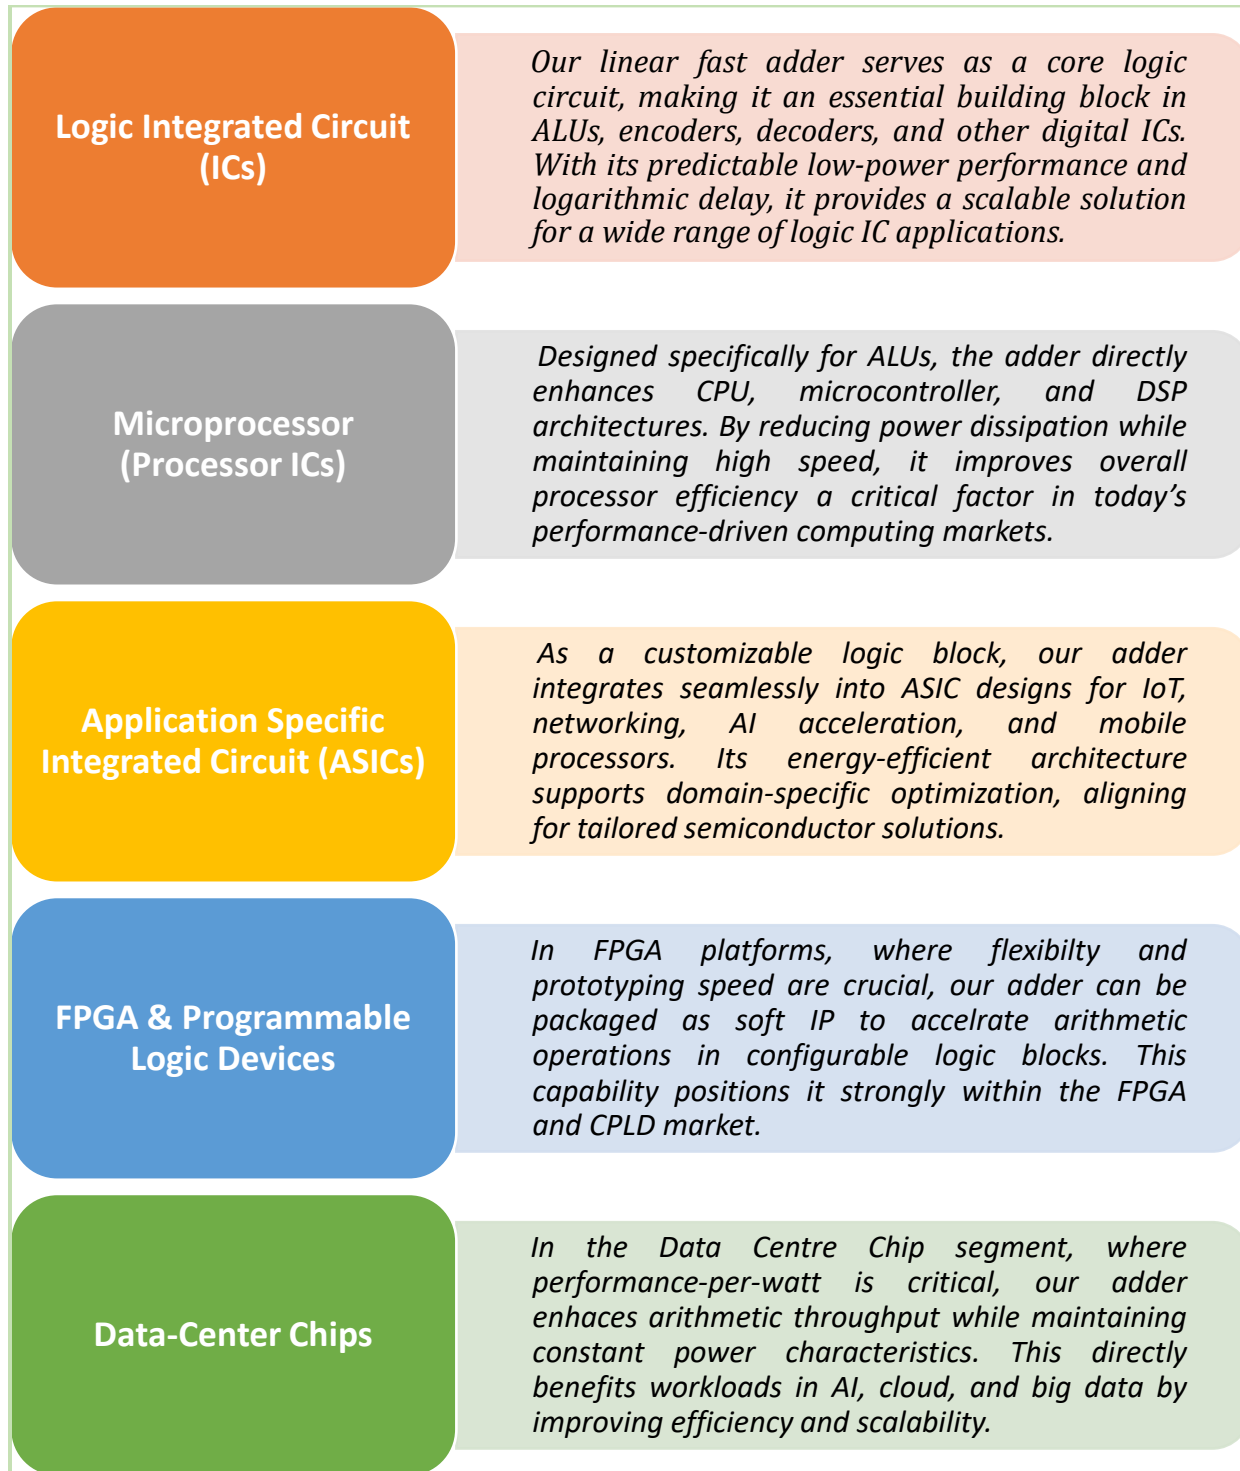 Logic Integrated Circuit
(ICs)
Our linear fast adder serves as a core logic
circuit, making it an essential building block in
ALUs, encoders, decoders, and other digital ICs.
With its predictable low-power performance and
logarithmic delay, it provides a scalable solution
for a wide range of logic IC applications.
Microprocessor
(Processor ICs)
Designed specifically for ALUs, the adder directly
enhances CPU, microcontroller, and DSP
architectures. By reducing power dissipation while
maintaining high speed, it improves overall
processor efficiency a critical factor in today’s
performance-driven computing markets.
Application Specific
Integrated Circuit (ASICs)
As a customizable logic block, our adder
integrates seamlessly into ASIC designs for IoT,
networking, AI acceleration, and mobile
processors. Its energy-efficient architecture
supports domain-specific optimization, aligning
for tailored semiconductor solutions.
FPGA & Programmable
Logic Devices
In FPGA platforms, where flexibilty and
prototyping speed are crucial, our adder can be
packaged as soft IP to accelrate arithmetic
operations in configurable logic blocks. This
capability positions it strongly within the FPGA
and CPLD market.
Data-Center Chips
In the Data Centre Chip segment, where
performance-per-watt is critical, our adder
enhaces arithmetic throughput while maintaining
constant power characteristics. This directly
benefits workloads in AI, cloud, and big data by
improving efficiency and scalability.